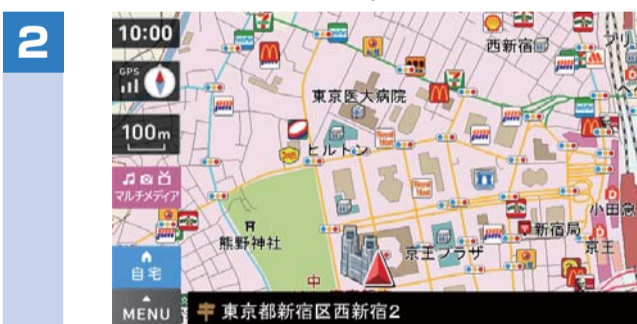 2
10:00
GPS
100m
マルチメディア
自宅
MENU
西新宿
東京医大病院
ヒルトン
熊野神社
中
京王プラザ
新宿局
小田急
京王
東京都新宿区西新宿2